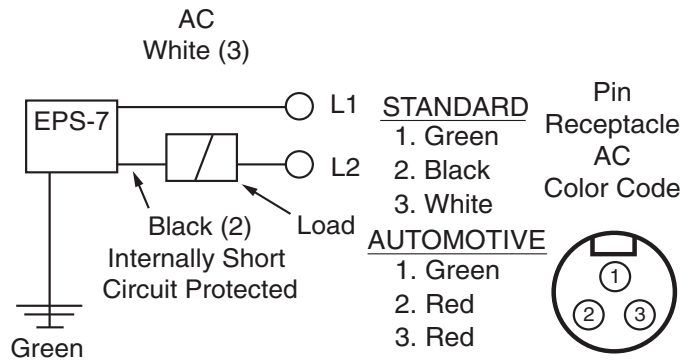 AC
White (3)
EPS-7
L1
L2
Black (2)
Internally Short
Circuit Protected
Load
Green
STANDARD
1. Green
2. Black
3. White
AUTOMOTIVE
1. Green
2. Red
3. Red
Pin
Receptacle
AC
Color Code
1
2
3